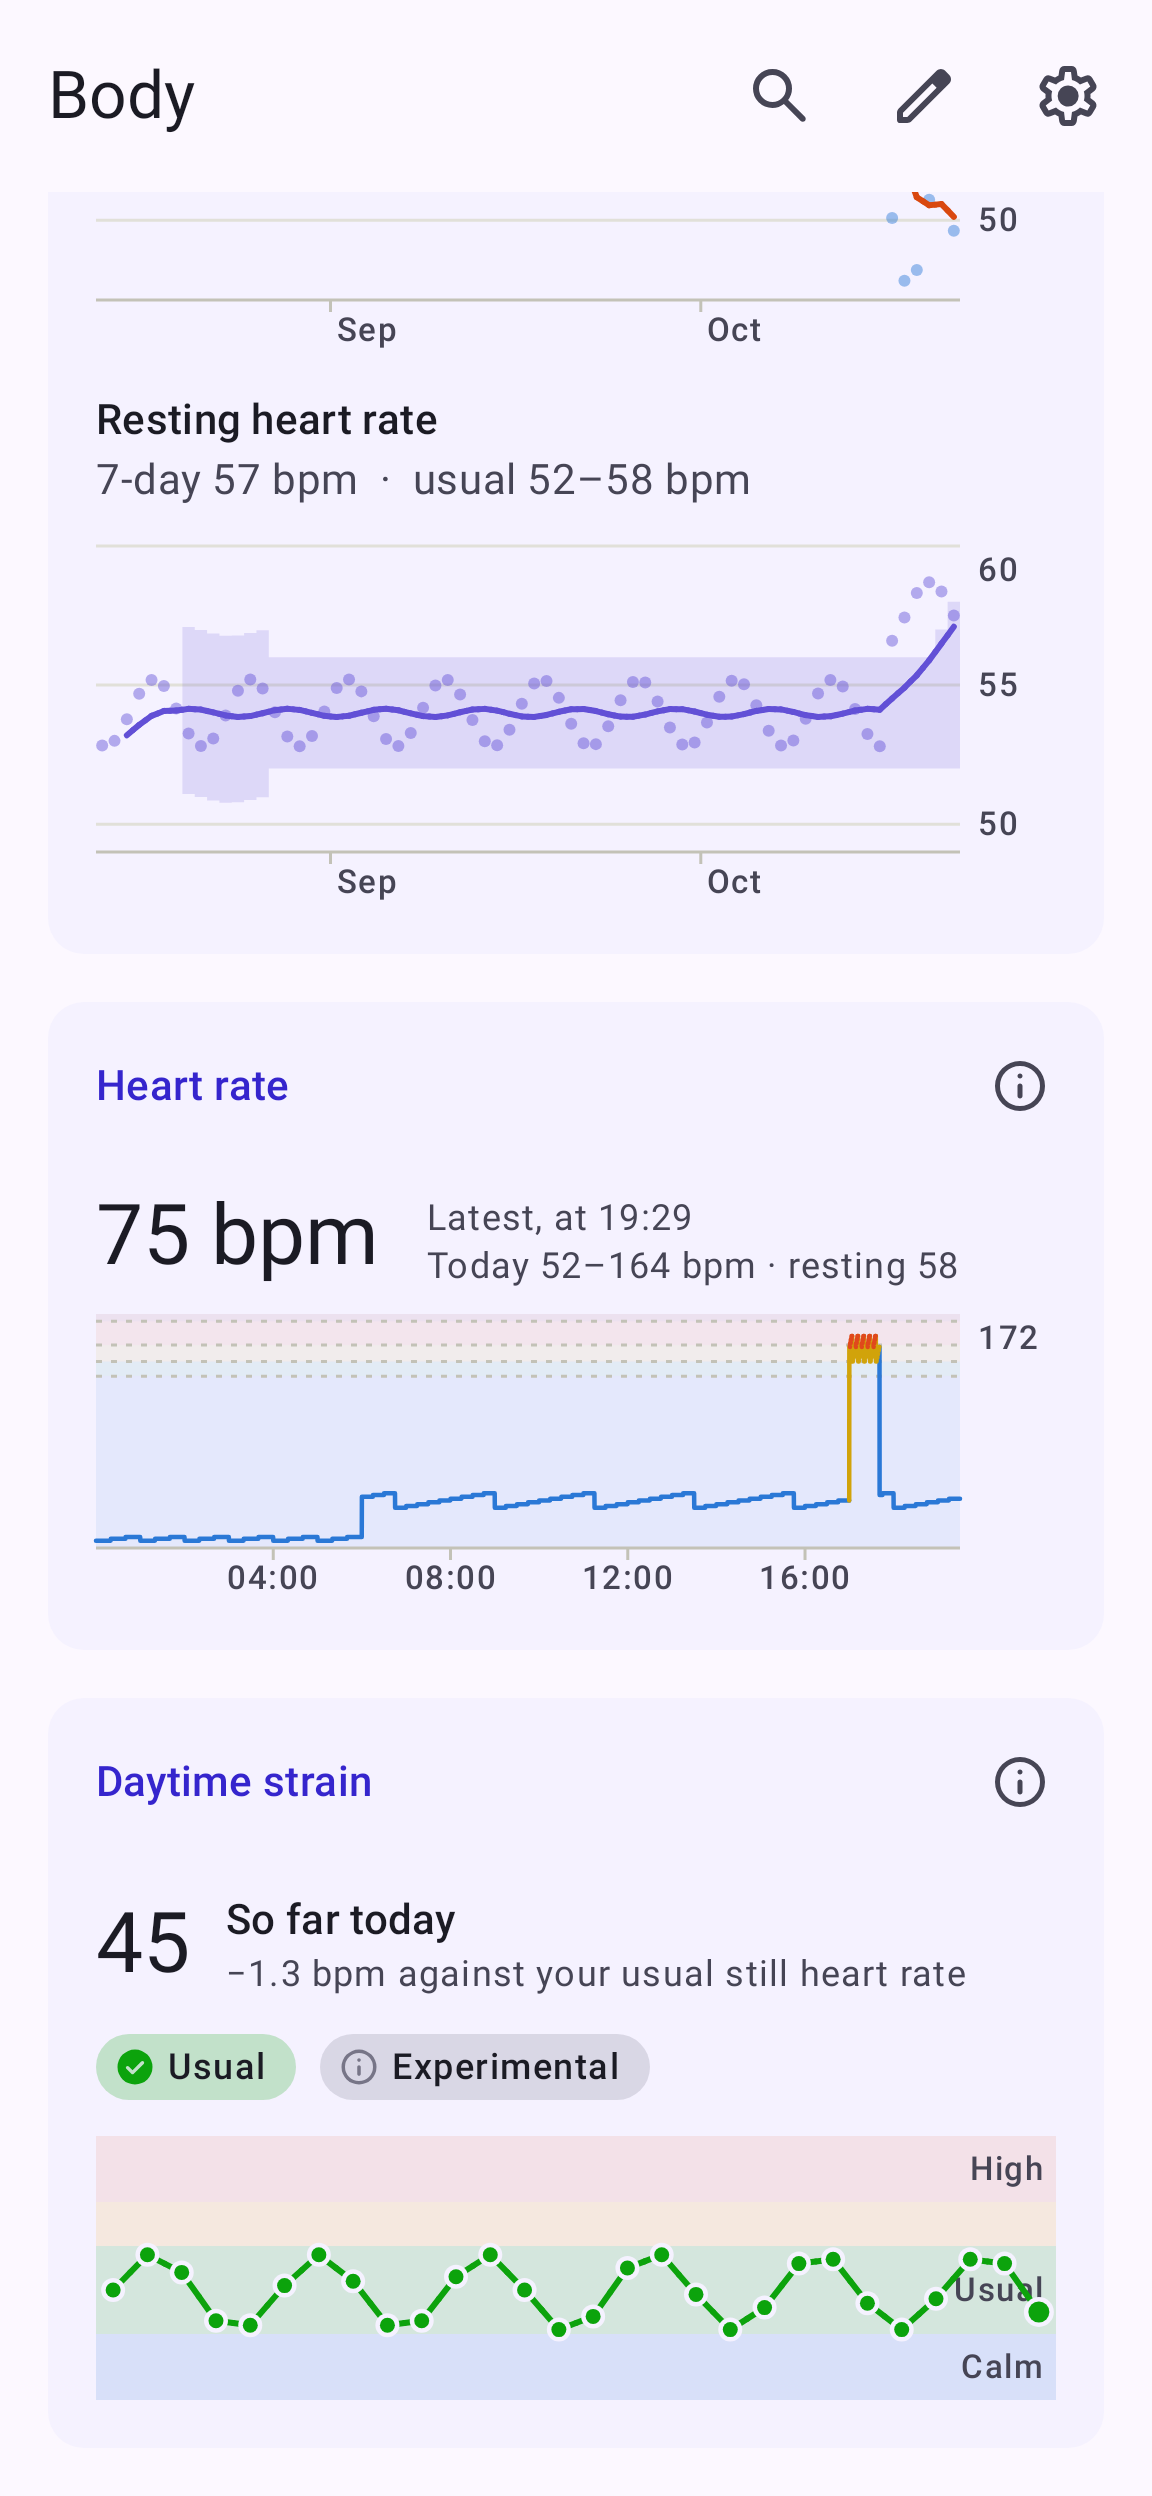 Body
50
Sep Oct
Resting heart rate
7-day 57 bpm · usual 52–58 bpm
60
55
50
Sep Oct
Heart rate
75 bpm
Latest, at 19:29
Today 52–164 bpm · resting 58
172
04:00 08:00 12:00 16:00
Daytime strain
45
So far today
−1.3 bpm against your usual still heart rate
Usual
Experimental
High
Usual
Calm